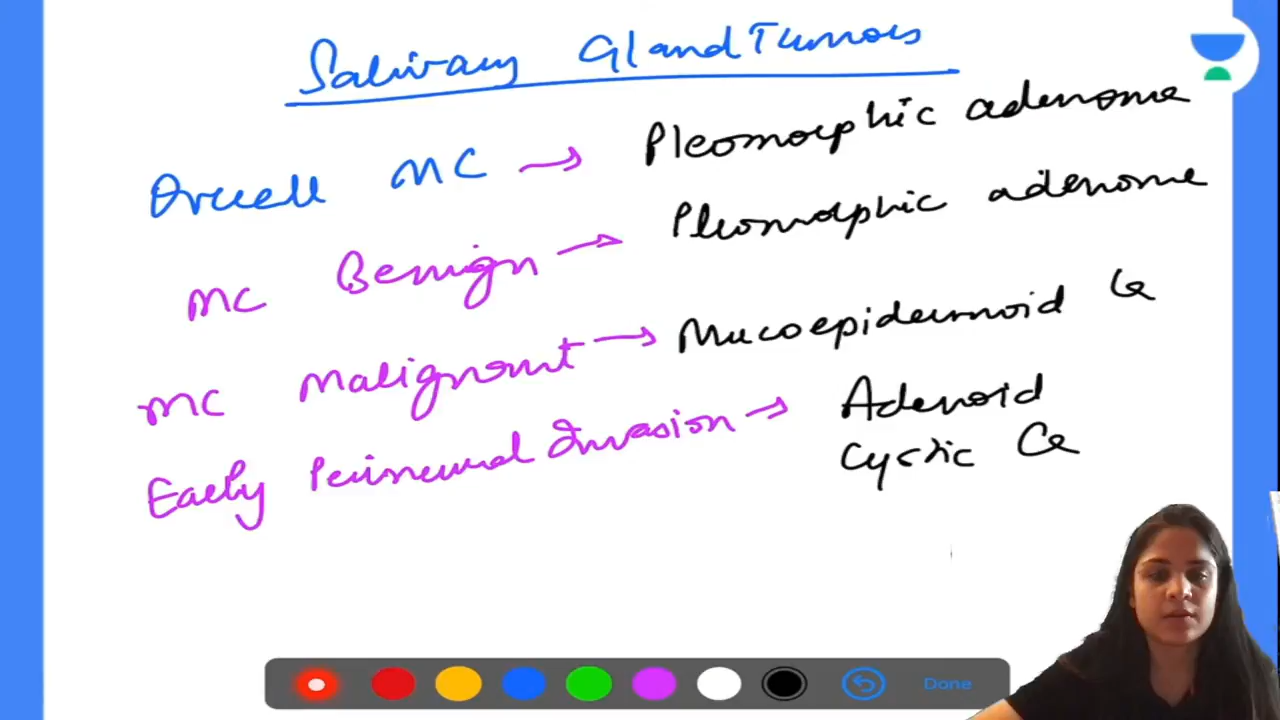 Salivary Gland Tumors
Overall MC → Pleomorphic adenoma
MC Benign → Pleomorphic adenoma
MC Malignant → Mucoepidermoid Ca
Early Perineural Invasion → Adenoid
Cystic Ca
Done